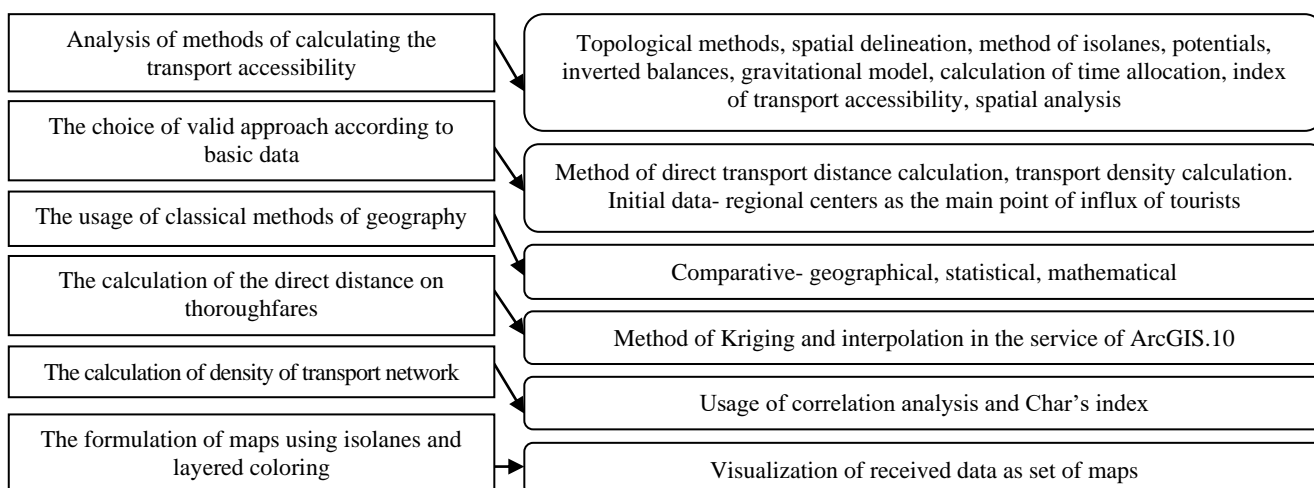 Analysis of methods of calculating the
transport accessibility
Topological methods, spatial delineation, method of isolanes, potentials,
inverted balances, gravitational model, calculation of time allocation, index
of transport accessibility, spatial analysis
The choice of valid approach according to
basic data
Method of direct transport distance calculation, transport density calculation.
Initial data- regional centers as the main point of influx of tourists
The usage of classical methods of geography
Comparative- geographical, statistical, mathematical
The calculation of the direct distance on
thoroughfares
Method of Kriging and interpolation in the service of ArcGIS.10
The calculation of density of transport network
Usage of correlation analysis and Char’s index
The formulation of maps using isolanes and
layered coloring
Visualization of received data as set of maps